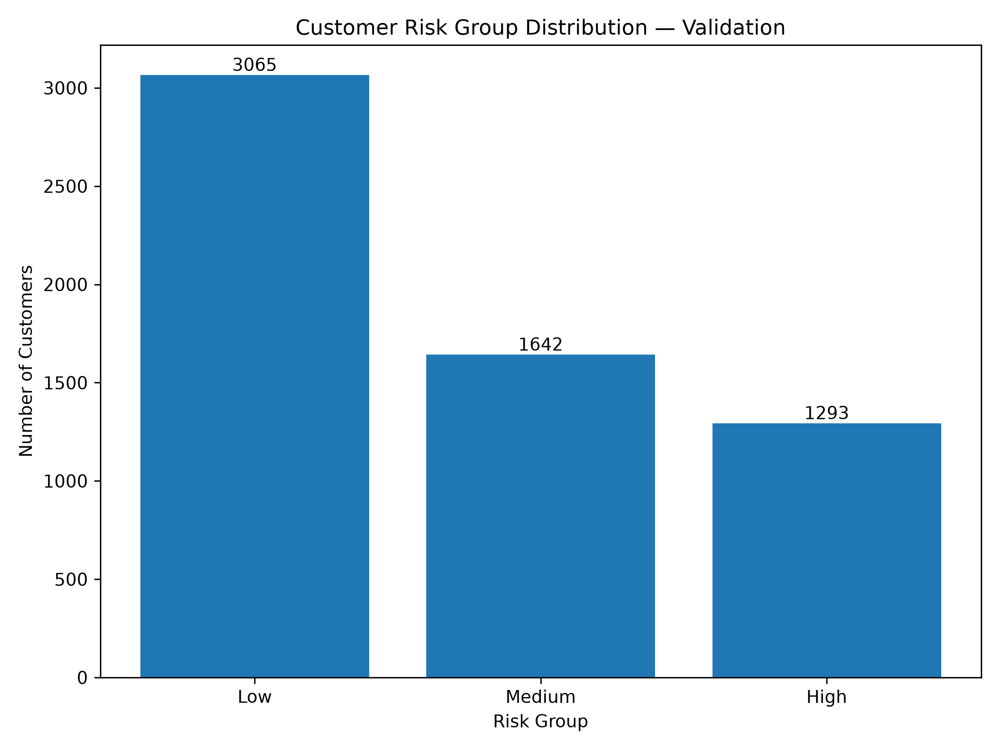 Customer Risk Group Distribution — Validation
3065
3000
2500
2000
1642
1500
1293
1000
500
0
Number of Customers
Low
Medium
High
Risk Group